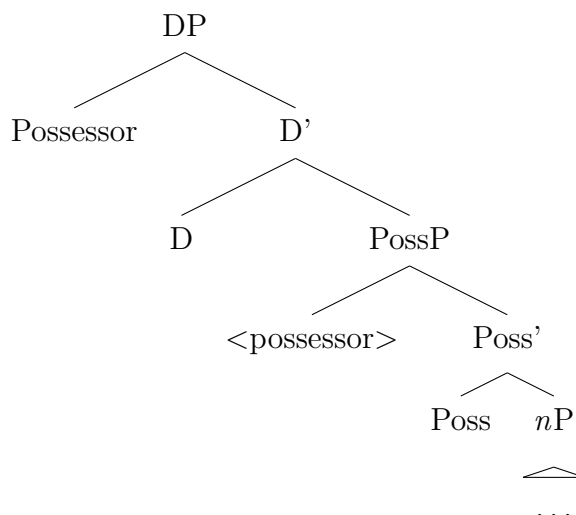 DP
Possessor D'
D PossP
<possessor> Poss'
Poss nP
...